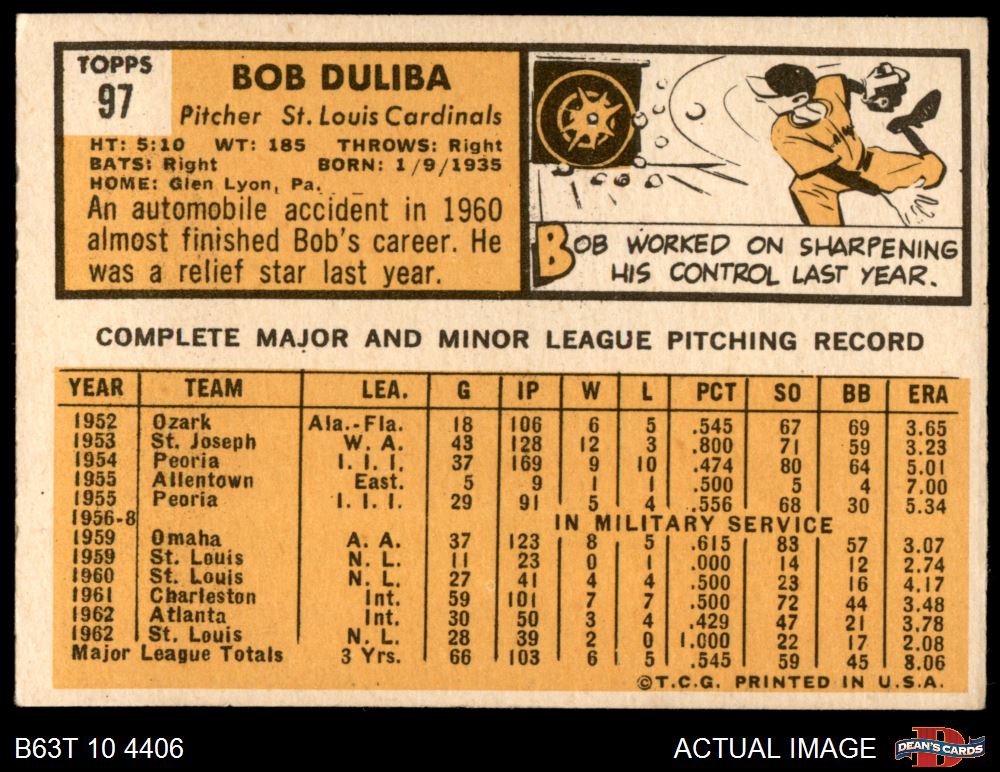 TOPPS
97
BOB DULIBA
Pitcher St. Louis Cardinals
HT: 5:10 WT: 185 THROWS: Right
BATS: Right BORN: 1/9/1935
HOME: Glen Lyon, Pa.
An automobile accident in 1960
almost finished Bob's career. He
was a relief star last year.
BOB WORKED ON SHARPENING
HIS CONTROL LAST YEAR.
COMPLETE MAJOR AND MINOR LEAGUE PITCHING RECORD
YEAR TEAM LEA. G IP W L PCT SO BB ERA
1952 Ozark Ala.-Fla. 18 106 6 5 .545 67 69 3.65
1953 St. Joseph W. A. 43 128 12 3 .800 71 59 3.23
1954 Peoria I. I. I. 37 169 9 10 .474 80 64 5.01
1955 Allentown East. 5 9 1 1 .500 5 4 7.00
1955 Peoria I. I. I. 29 91 5 4 .556 68 30 5.34
1956-8 IN MILITARY SERVICE
1959 Omaha A. A. 37 123 8 5 .615 83 57 3.07
1959 St. Louis N. L. 11 23 0 1 .000 14 12 2.74
1960 St. Louis N. L. 27 41 4 4 .500 23 16 4.17
1961 Charleston Int. 59 101 7 7 .500 72 44 3.48
1962 Atlanta Int. 30 50 3 4 .429 47 21 3.78
1962 St. Louis N. L. 28 39 2 0 1.000 22 17 2.08
Major League Totals 3 Yrs. 66 103 6 5 .545 59 45 8.06
©T.C.G. PRINTED IN U.S.A.
B63T 10 4406
ACTUAL IMAGE
DEAN'S CARDS